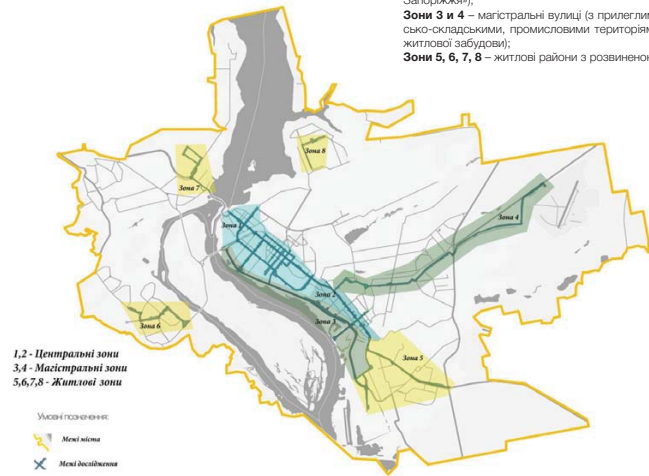 Запоріжжя»);
Зони 3 и 4 – магістральні вулиці (з прилеглим
сько-складськими, промисловими територіям
житлової забудови);
Зони 5, 6, 7, 8 – житлові райони з розвиненок
Зона 8
Зона 7
Зона 4
Зона 1
Зона 2
Зона 3
Зона 6
Зона 5
1,2 - Центральні зони
3,4 - Магістральні зони
5,6,7,8 - Житлові зони
Умовні позначення:
Межі міста
Межі дослідження